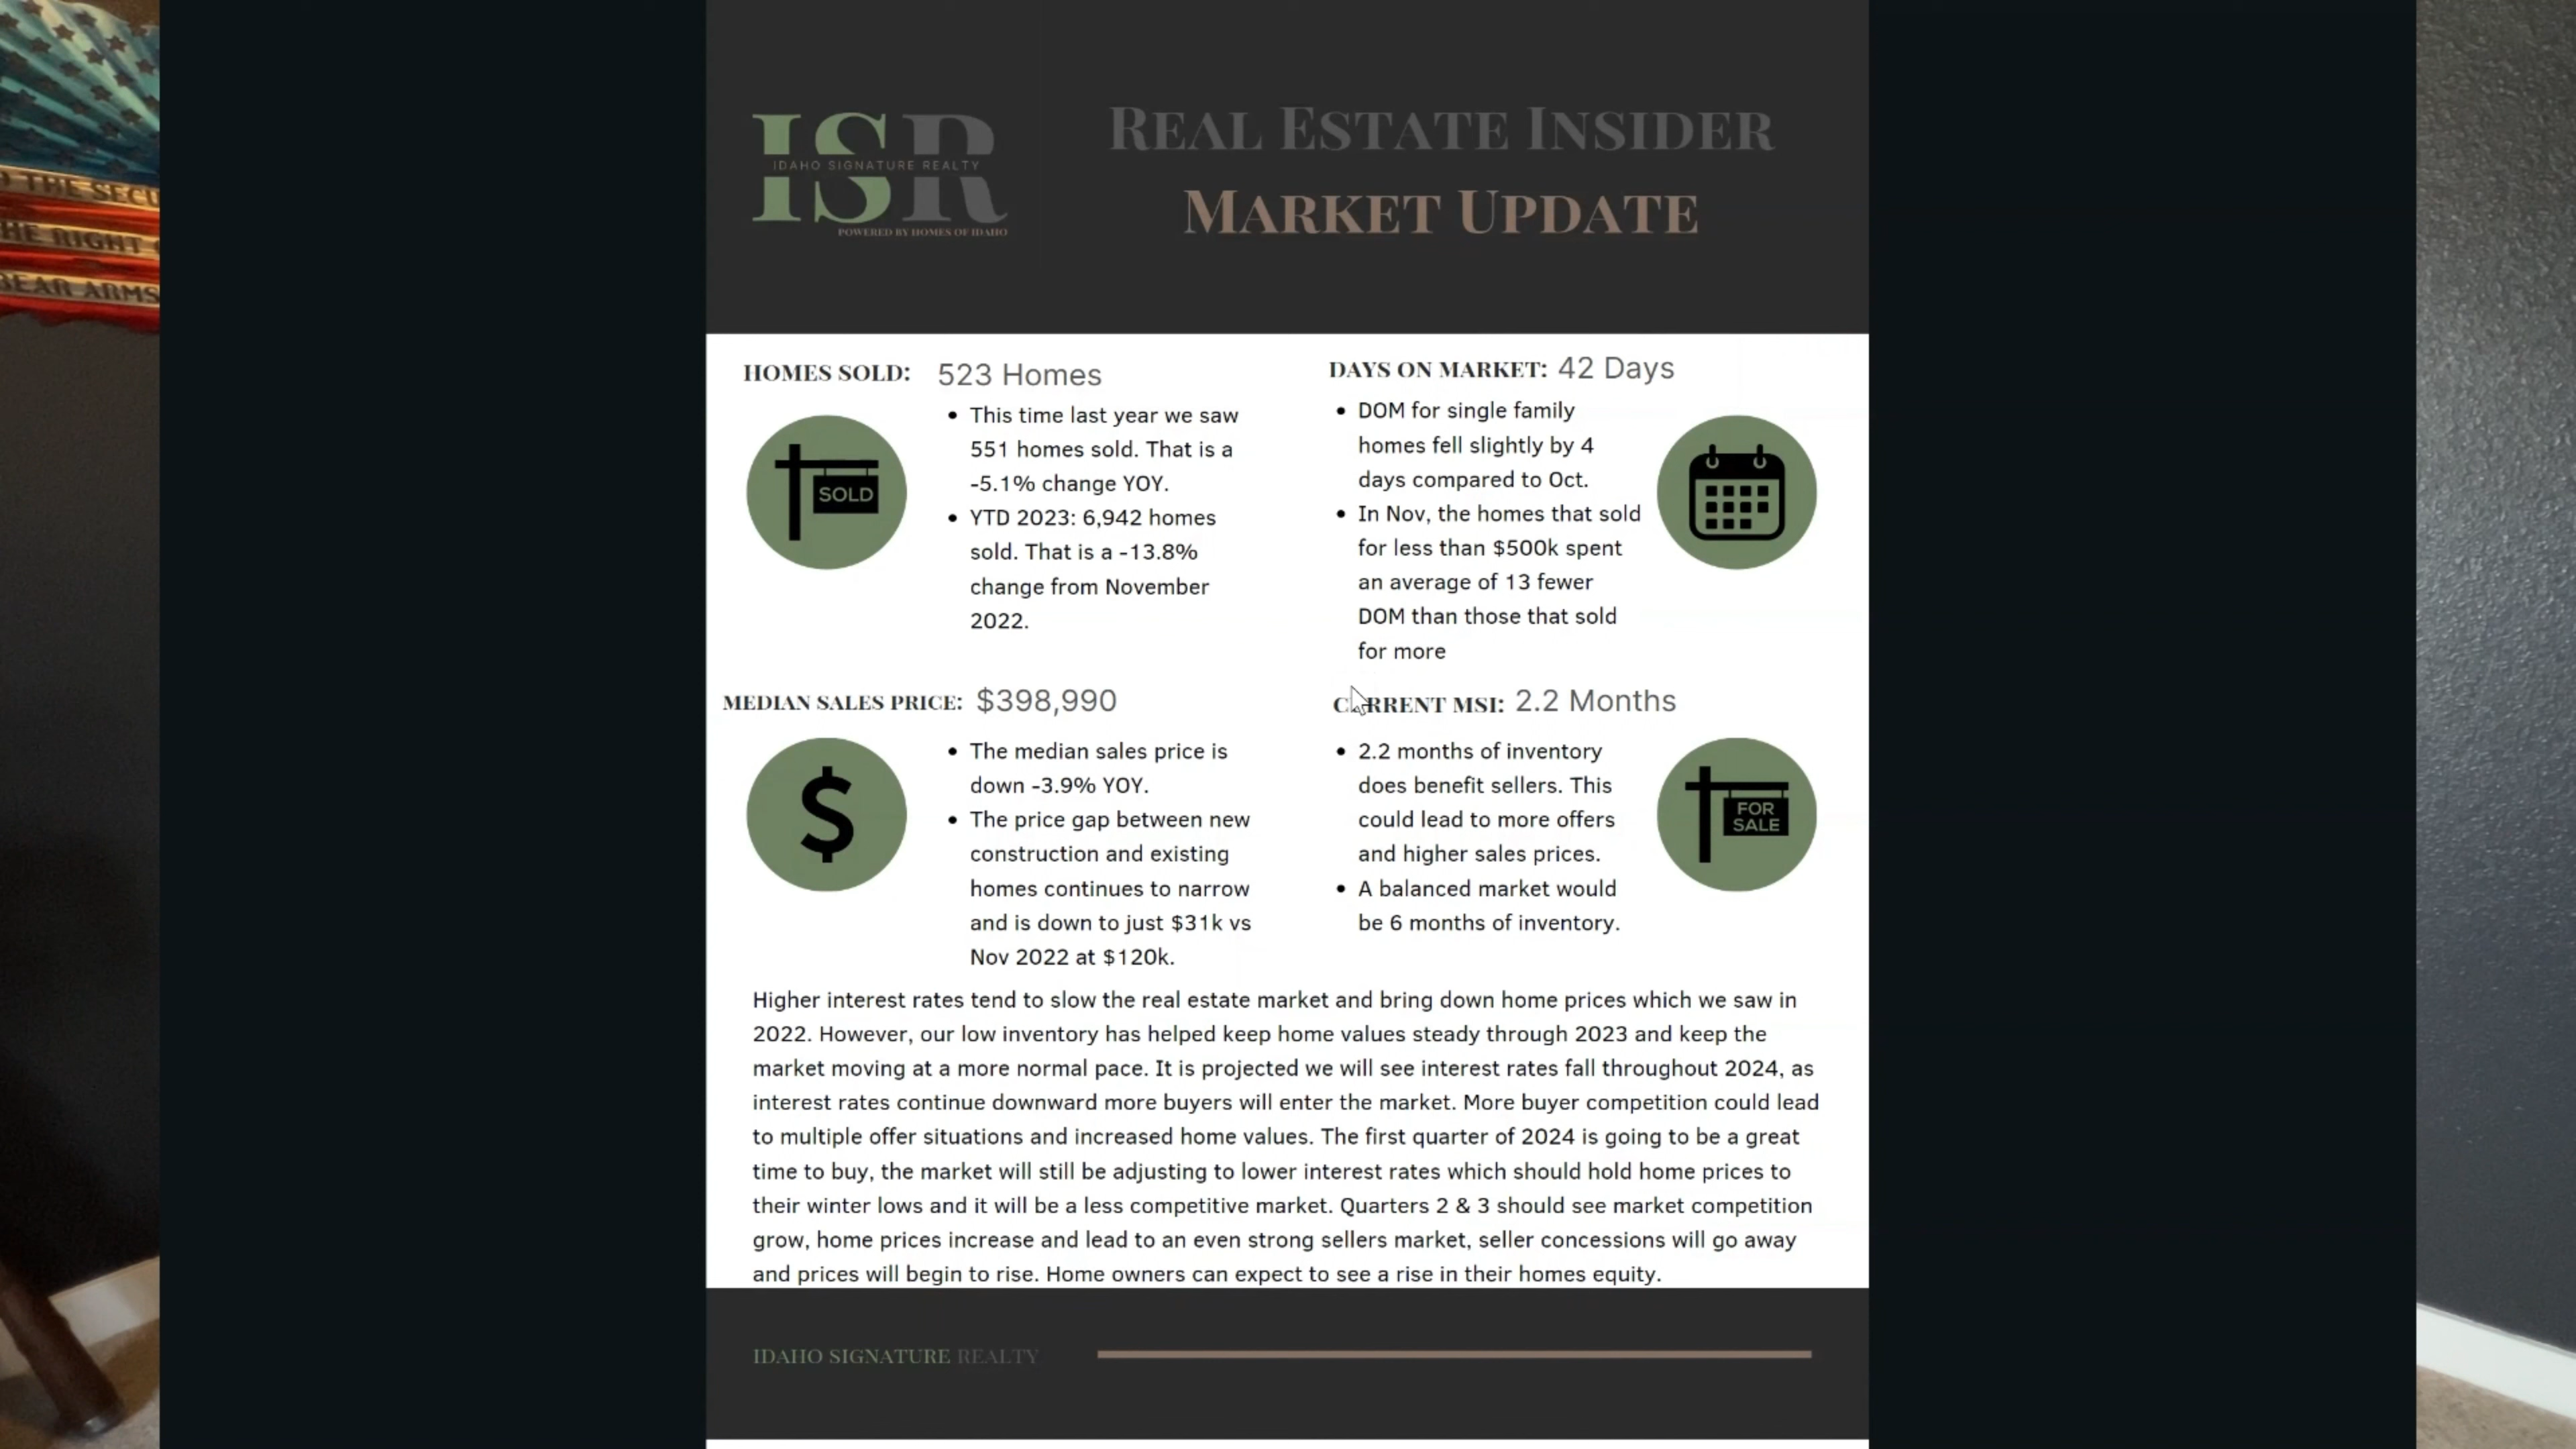 THE SECU
HE RIGHT
BEAR ARMS
ISR
IDAHO SIGNATURE REALTY
POWERED BY HOMES OF IDAHO
REAL ESTATE INSIDER
MARKET UPDATE
HOMES SOLD: 523 Homes
SOLD
• This time last year we saw
551 homes sold. That is a
-5.1% change YOY.
• YTD 2023: 6,942 homes
sold. That is a -13.8%
change from November
2022.
DAYS ON MARKET: 42 Days
• DOM for single family
homes fell slightly by 4
days compared to Oct.
• In Nov, the homes that sold
for less than $500k spent
an average of 13 fewer
DOM than those that sold
for more
MEDIAN SALES PRICE: $398,990
$
• The median sales price is
down -3.9% YOY.
• The price gap between new
construction and existing
homes continues to narrow
and is down to just $31k vs
Nov 2022 at $120k.
CURRENT MSI: 2.2 Months
• 2.2 months of inventory
does benefit sellers. This
could lead to more offers
and higher sales prices.
• A balanced market would
be 6 months of inventory.
FOR
SALE
Higher interest rates tend to slow the real estate market and bring down home prices which we saw in
2022. However, our low inventory has helped keep home values steady through 2023 and keep the
market moving at a more normal pace. It is projected we will see interest rates fall throughout 2024, as
interest rates continue downward more buyers will enter the market. More buyer competition could lead
to multiple offer situations and increased home values. The first quarter of 2024 is going to be a great
time to buy, the market will still be adjusting to lower interest rates which should hold home prices to
their winter lows and it will be a less competitive market. Quarters 2 & 3 should see market competition
grow, home prices increase and lead to an even strong sellers market, seller concessions will go away
and prices will begin to rise. Home owners can expect to see a rise in their homes equity.
IDAHO SIGNATURE REALTY